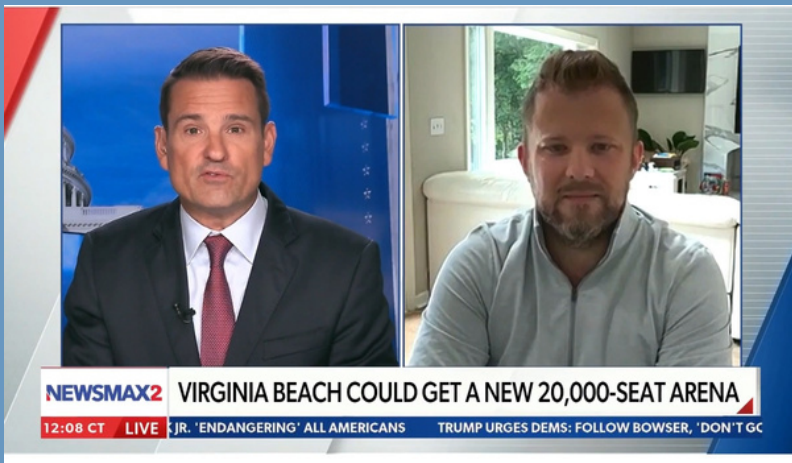 NEWSMAX2 VIRGINIA BEACH COULD GET A NEW 20,000-SEAT ARENA
12:08 CT LIVE JR. 'ENDANGERING' ALL AMERICANS TRUMP URGES DEMS: FOLLOW BOWSER, 'DON'T